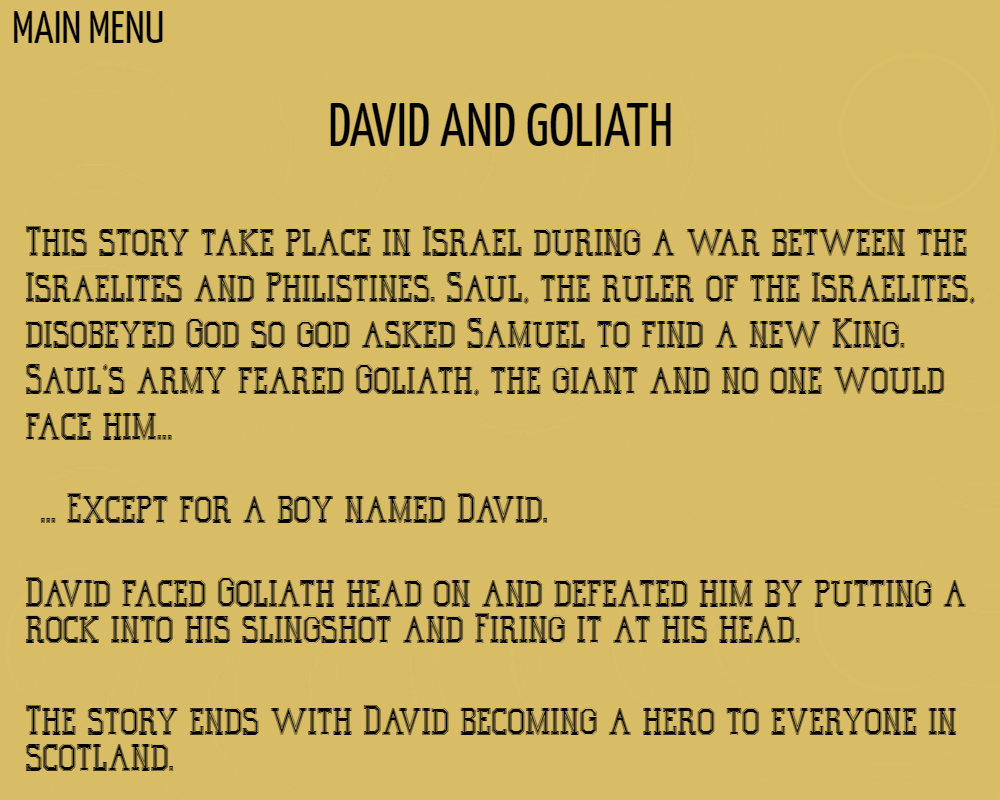 MAIN MENU
DAVID AND GOLIATH
This story take place in Israel during a war between the
Israelites and Philistines. Saul, the ruler of the Israelites,
disobeyed God so god asked Samuel to find a new King.
Saul's army feared Goliath, the giant and no one would
face him...
... Except for a boy named David.
David faced Goliath head on and defeated him by putting a
rock into his slingshot and Firing it at his head.
The story ends with David becoming a hero to everyone in
scotland.